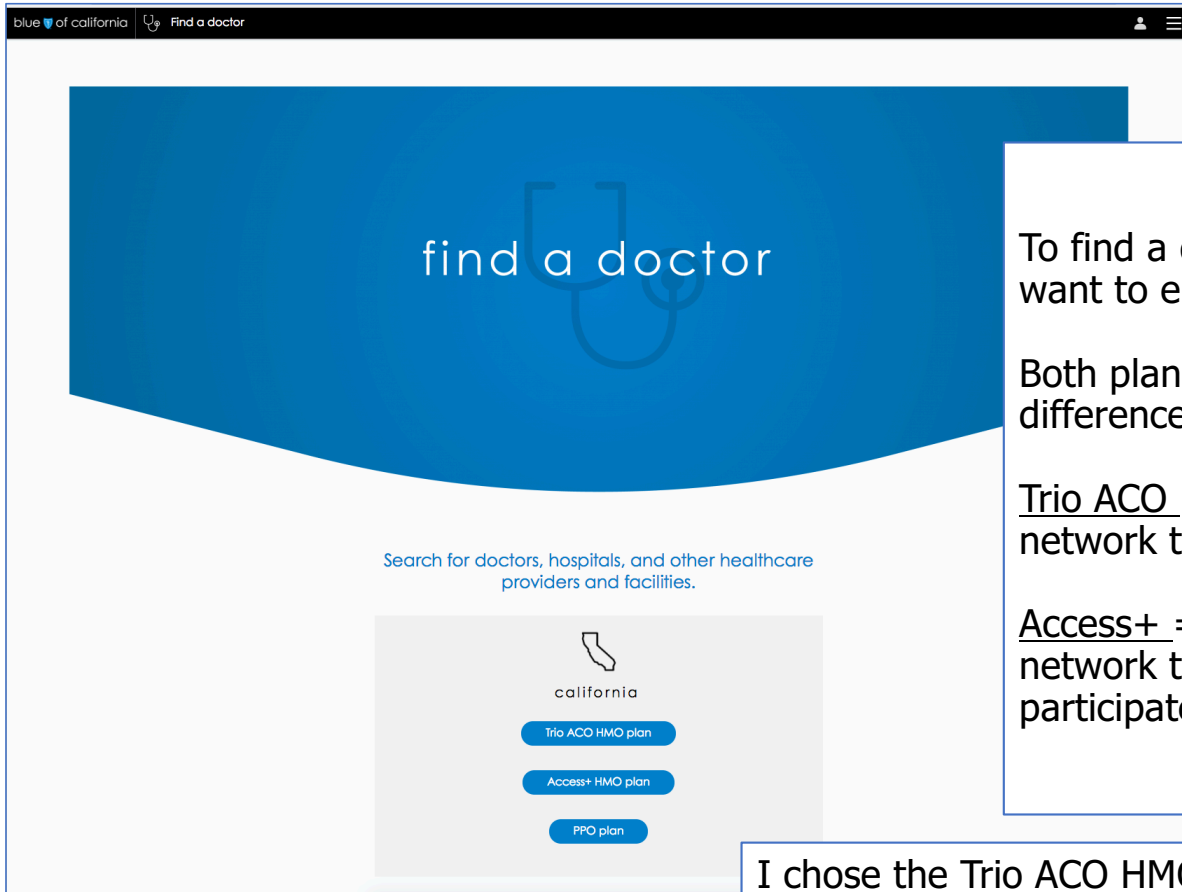 blue of california Find a doctor
find a doctor
Search for doctors, hospitals, and other healthcare
providers and facilities.
california
Trio ACO HMO plan
Access+ HMO plan
PPO plan
To find a
want to e
Both plan
difference
Trio ACO
network t
Access+ =
network t
participate
I chose the Trio ACO HMO